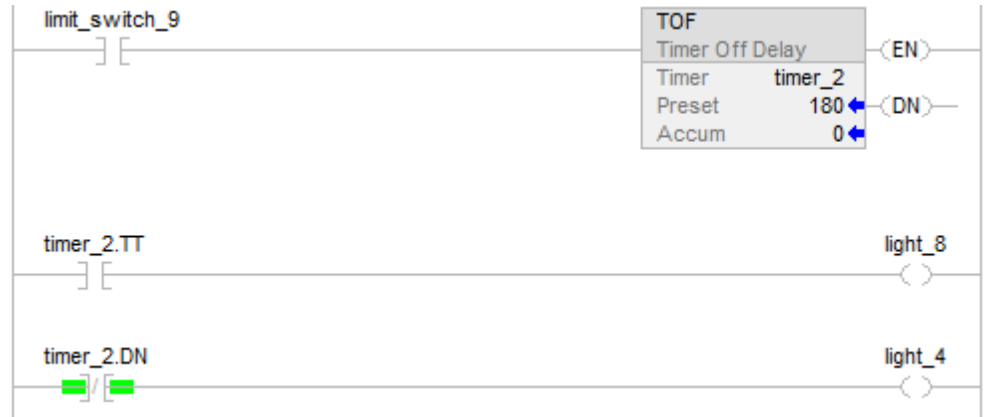 limit_switch_9
TOF
Timer Off Delay
EN
Timer timer_2
Preset 180
DN
Accum 0
timer_2.TT
light_8
timer_2.DN
light_4